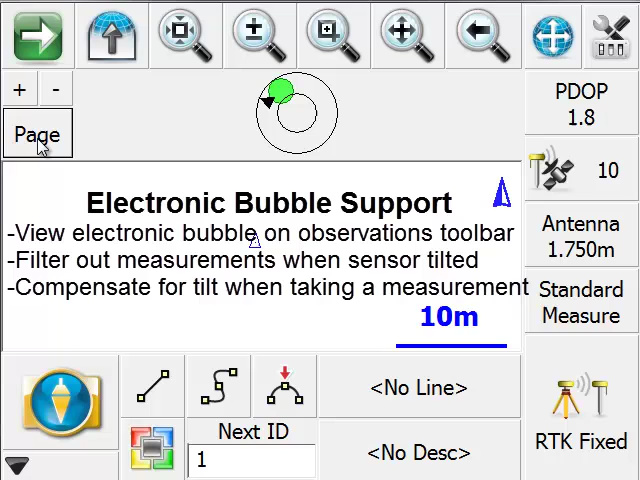 + -
Page
PDOP
1.8
10
Electronic Bubble Support
-View electronic bubble on observations toolbar
-Filter out measurements when sensor tilted
-Compensate for tilt when taking a measurement
10m
Antenna
1.750m
Standard
Measure
<No Line>
Next ID
1
<No Desc>
RTK Fixed